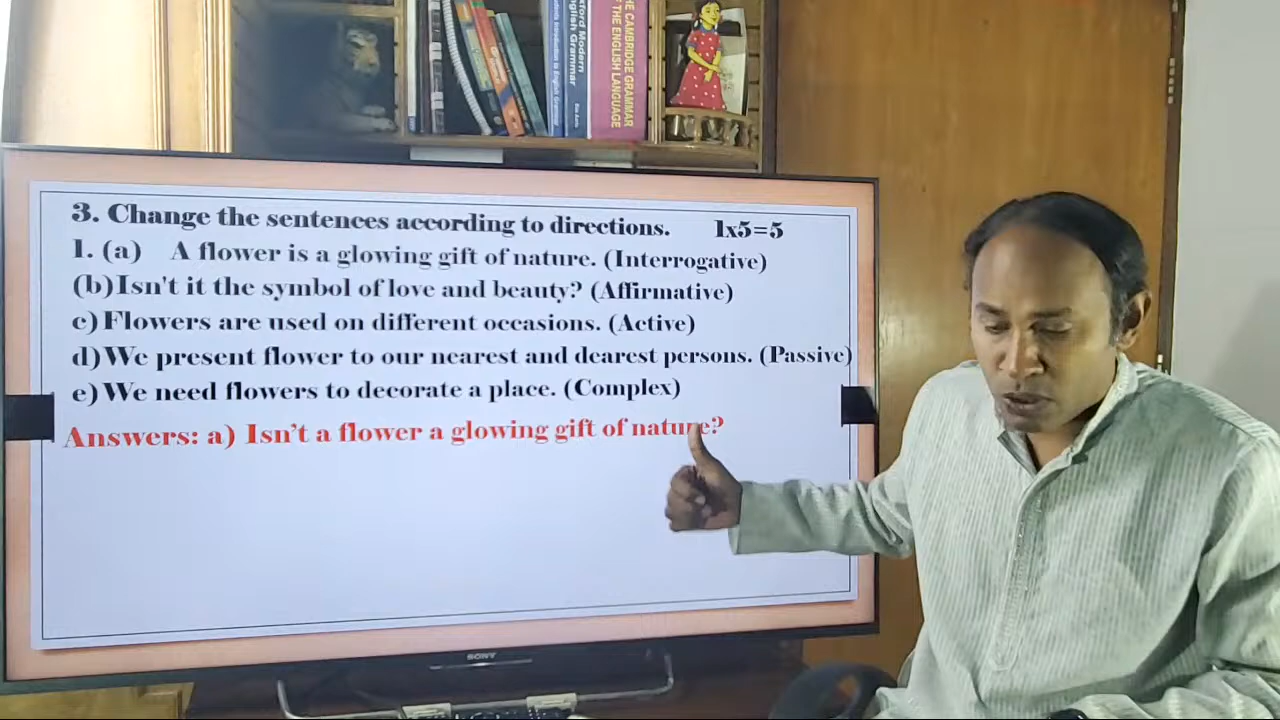 Oxford Modern
English Grammar
THE CAMBRIDGE GRAMMAR
OF THE ENGLISH LANGUAGE
3. Change the sentences according to directions. 1x5=5
1. (a) A flower is a glowing gift of nature. (Interrogative)
(b)Isn't it the symbol of love and beauty? (Affirmative)
c)Flowers are used on different occasions. (Active)
d)We present flower to our nearest and dearest persons. (Passive)
e)We need flowers to decorate a place. (Complex)
Answers: a) Isn’t a flower a glowing gift of nature?
SONY